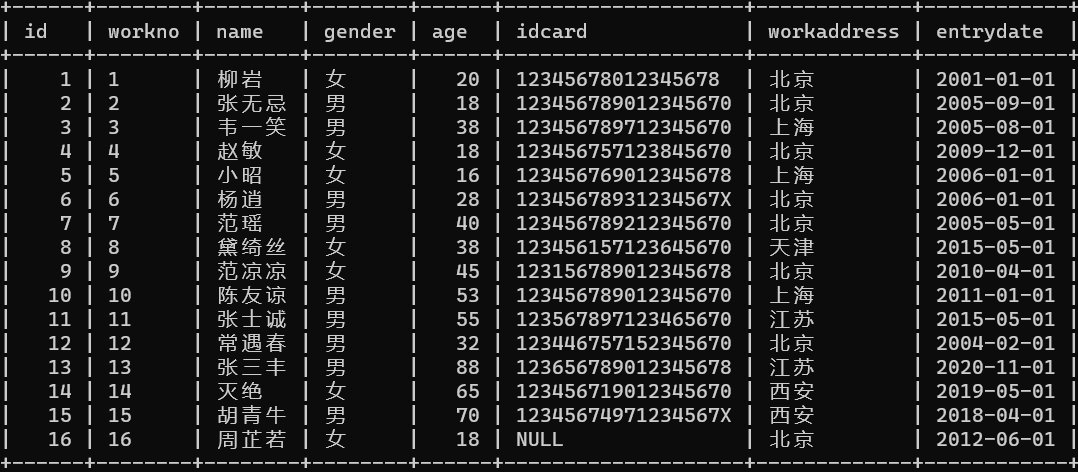 | id | workno | name | gender | age | idcard | workaddress | entrydate |
| 1 | 1 | 柳岩 | 女 | 20 | 12345678012345678 | 北京 | 2001-01-01 |
| 2 | 2 | 张无忌 | 男 | 18 | 123456789012345670 | 北京 | 2005-09-01 |
| 3 | 3 | 韦一笑 | 男 | 38 | 123456789712345670 | 上海 | 2005-08-01 |
| 4 | 4 | 赵敏 | 女 | 18 | 123456757123845670 | 北京 | 2009-12-01 |
| 5 | 5 | 小昭 | 女 | 16 | 123456769012345678 | 上海 | 2006-01-01 |
| 6 | 6 | 杨逍 | 男 | 28 | 12345678931234567X | 北京 | 2006-01-01 |
| 7 | 7 | 范瑶 | 男 | 40 | 123456789212345670 | 北京 | 2005-05-01 |
| 8 | 8 | 黛绮丝 | 女 | 38 | 123456157123645670 | 天津 | 2015-05-01 |
| 9 | 9 | 范凉凉 | 女 | 45 | 123156789012345678 | 北京 | 2010-04-01 |
| 10 | 10 | 陈友谅 | 男 | 53 | 123456789012345670 | 上海 | 2011-01-01 |
| 11 | 11 | 张士诚 | 男 | 55 | 123567897123465670 | 江苏 | 2015-05-01 |
| 12 | 12 | 常遇春 | 男 | 32 | 123446757152345670 | 北京 | 2004-02-01 |
| 13 | 13 | 张三丰 | 男 | 88 | 123656789012345678 | 江苏 | 2020-11-01 |
| 14 | 14 | 灭绝 | 女 | 65 | 123456719012345670 | 西安 | 2019-05-01 |
| 15 | 15 | 胡青牛 | 男 | 70 | 12345674971234567X | 西安 | 2018-04-01 |
| 16 | 16 | 周芷若 | 女 | 18 | NULL | 北京 | 2012-06-01 |